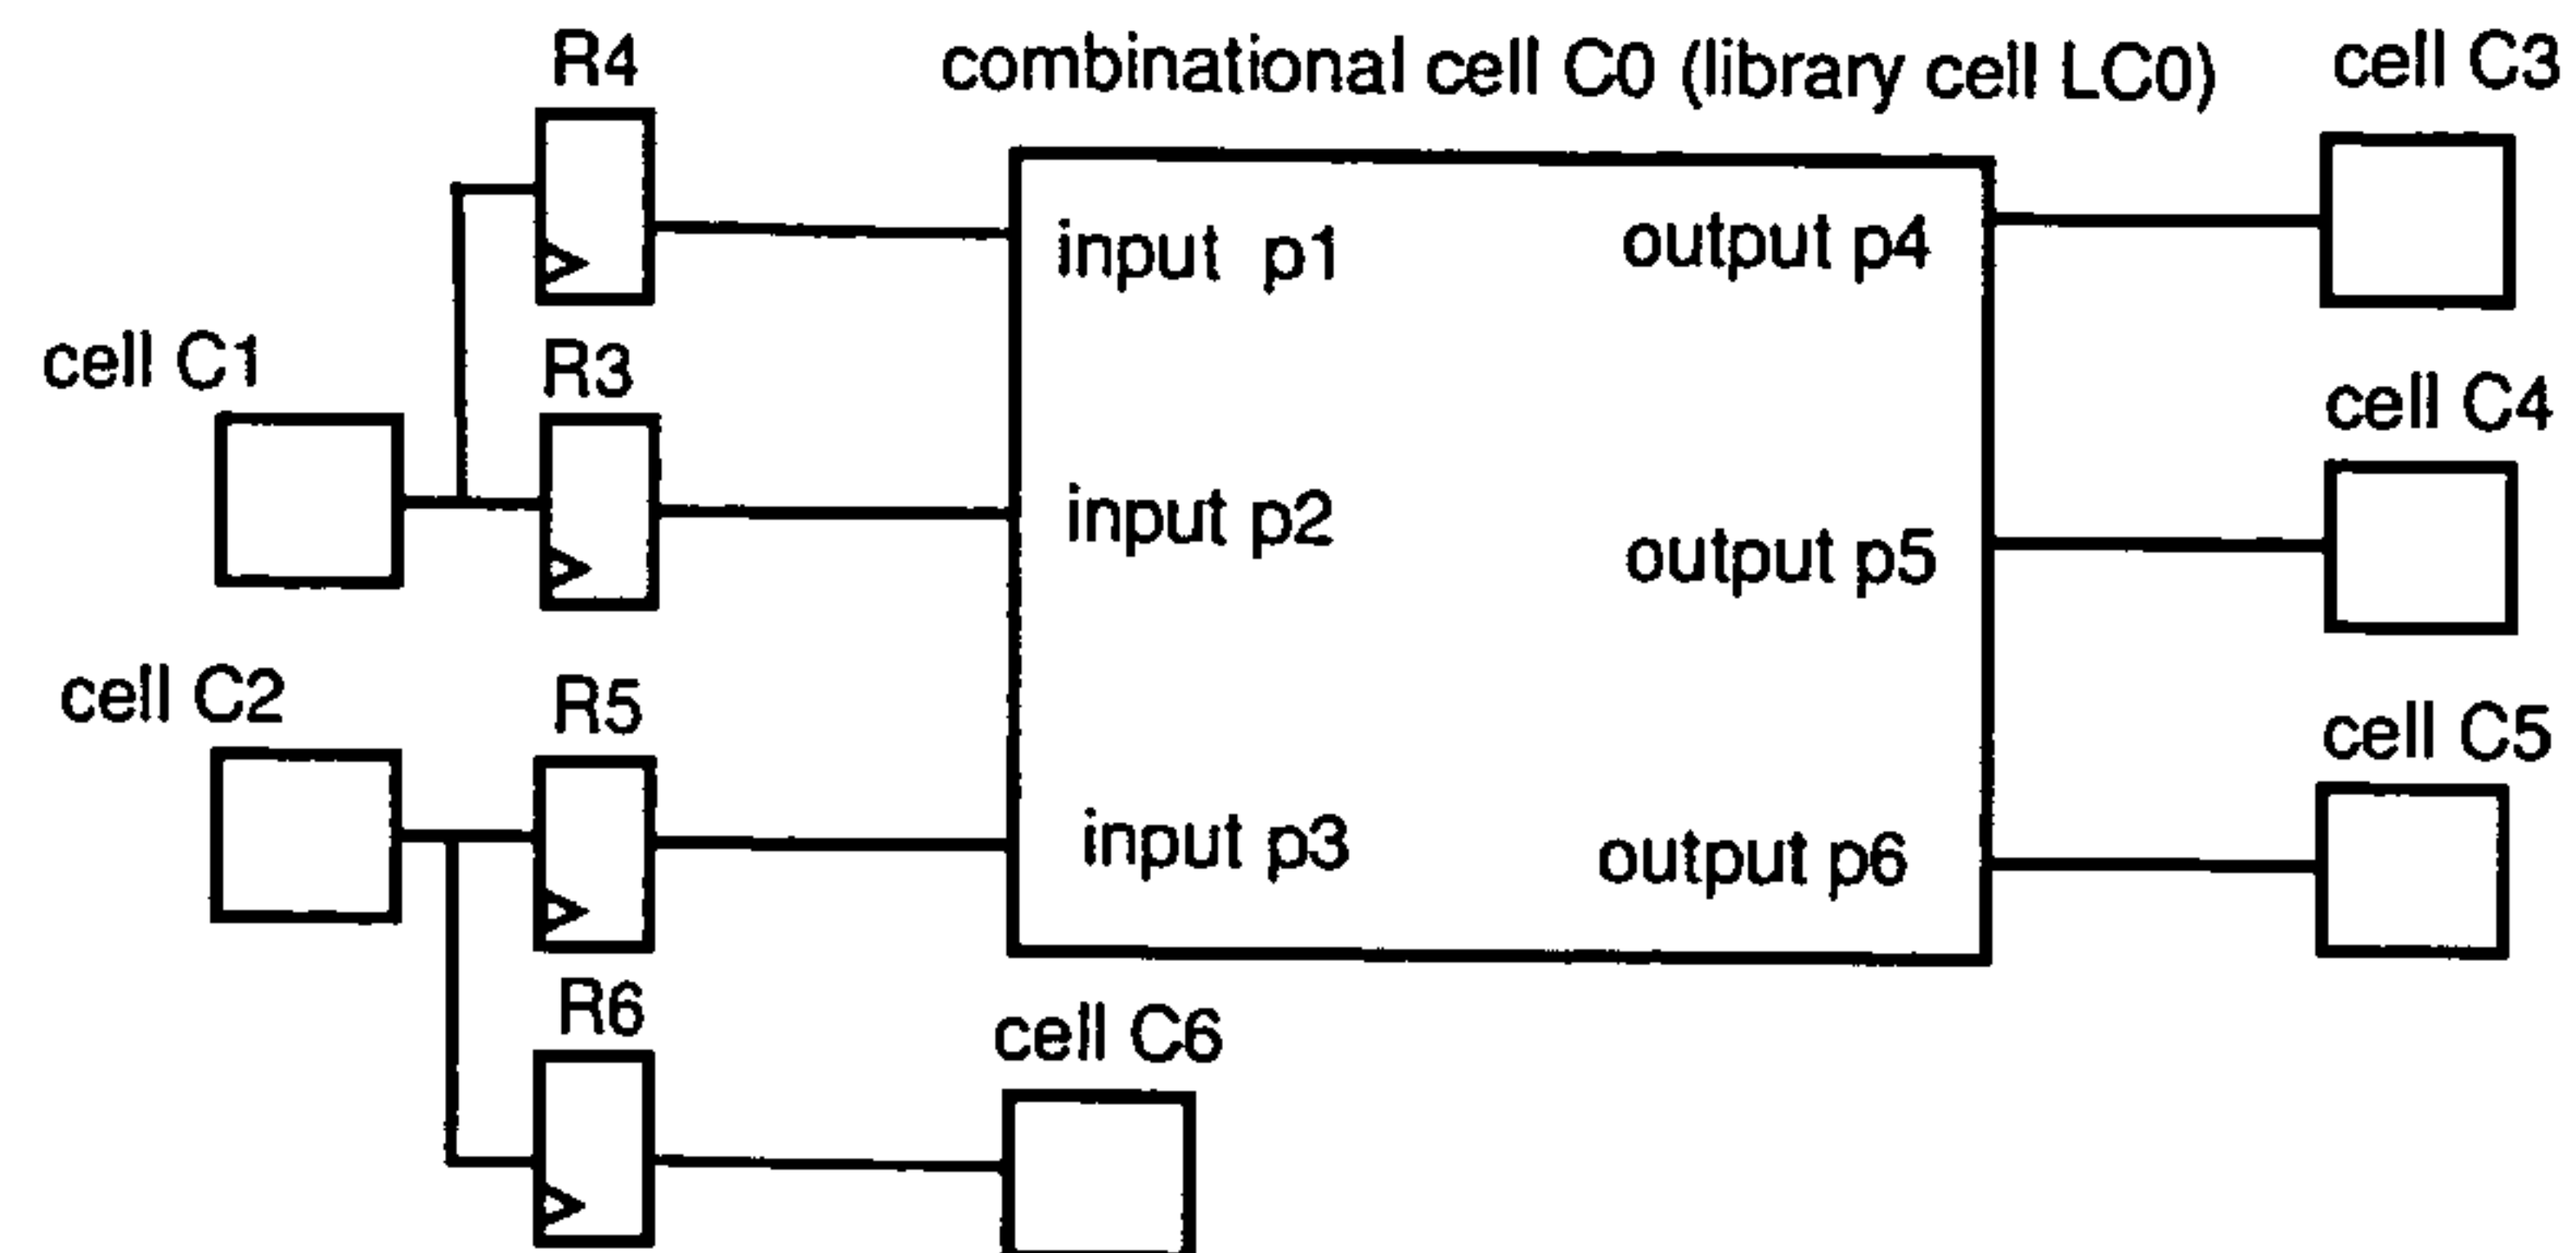 R4
combinational cell C0 (library cell LC0)
cell C3
input p1
output p4
cell C1
R3
cell C4
input p2
output p5
cell C2
R5
cell C5
input p3
output p6
R6
cell C6